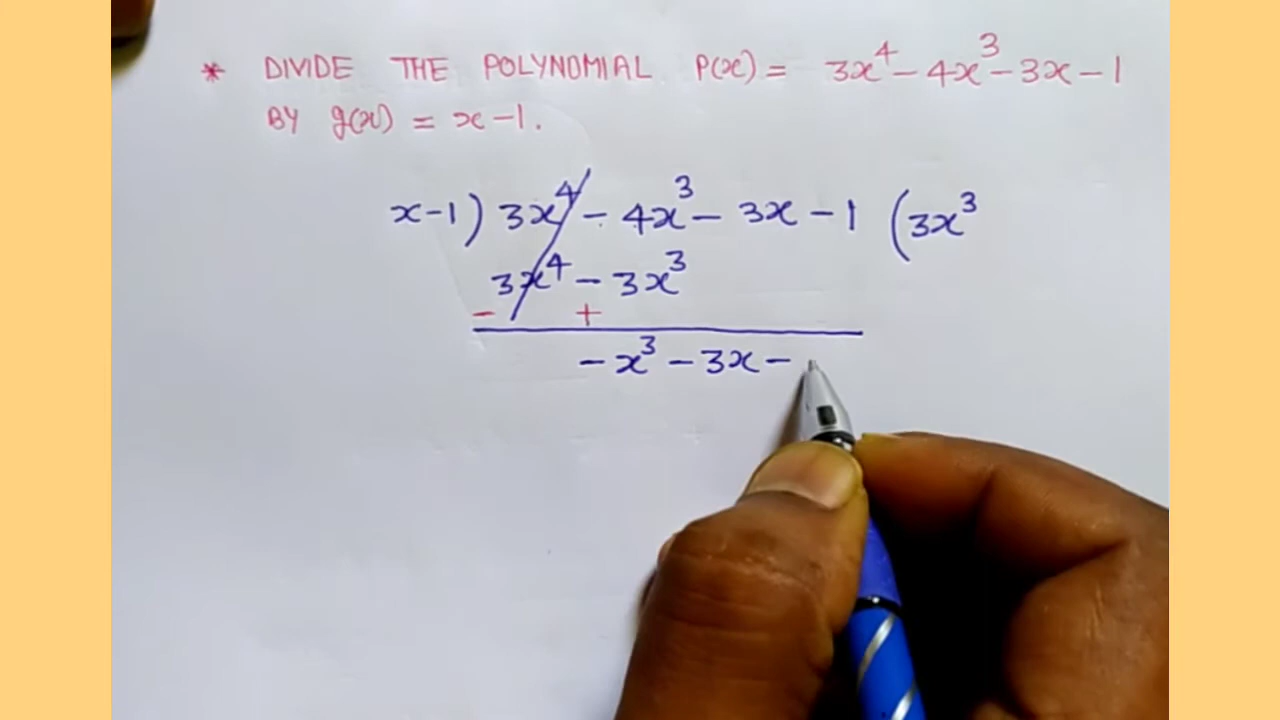 * DIVIDE THE POLYNOMIAL P(x) = 3x⁴ - 4x³ - 3x - 1
BY g(x) = x - 1.
x - 1 ) 3x⁴ - 4x³ - 3x - 1 ( 3x³
3x⁴ - 3x³
- +
- x³ - 3x -